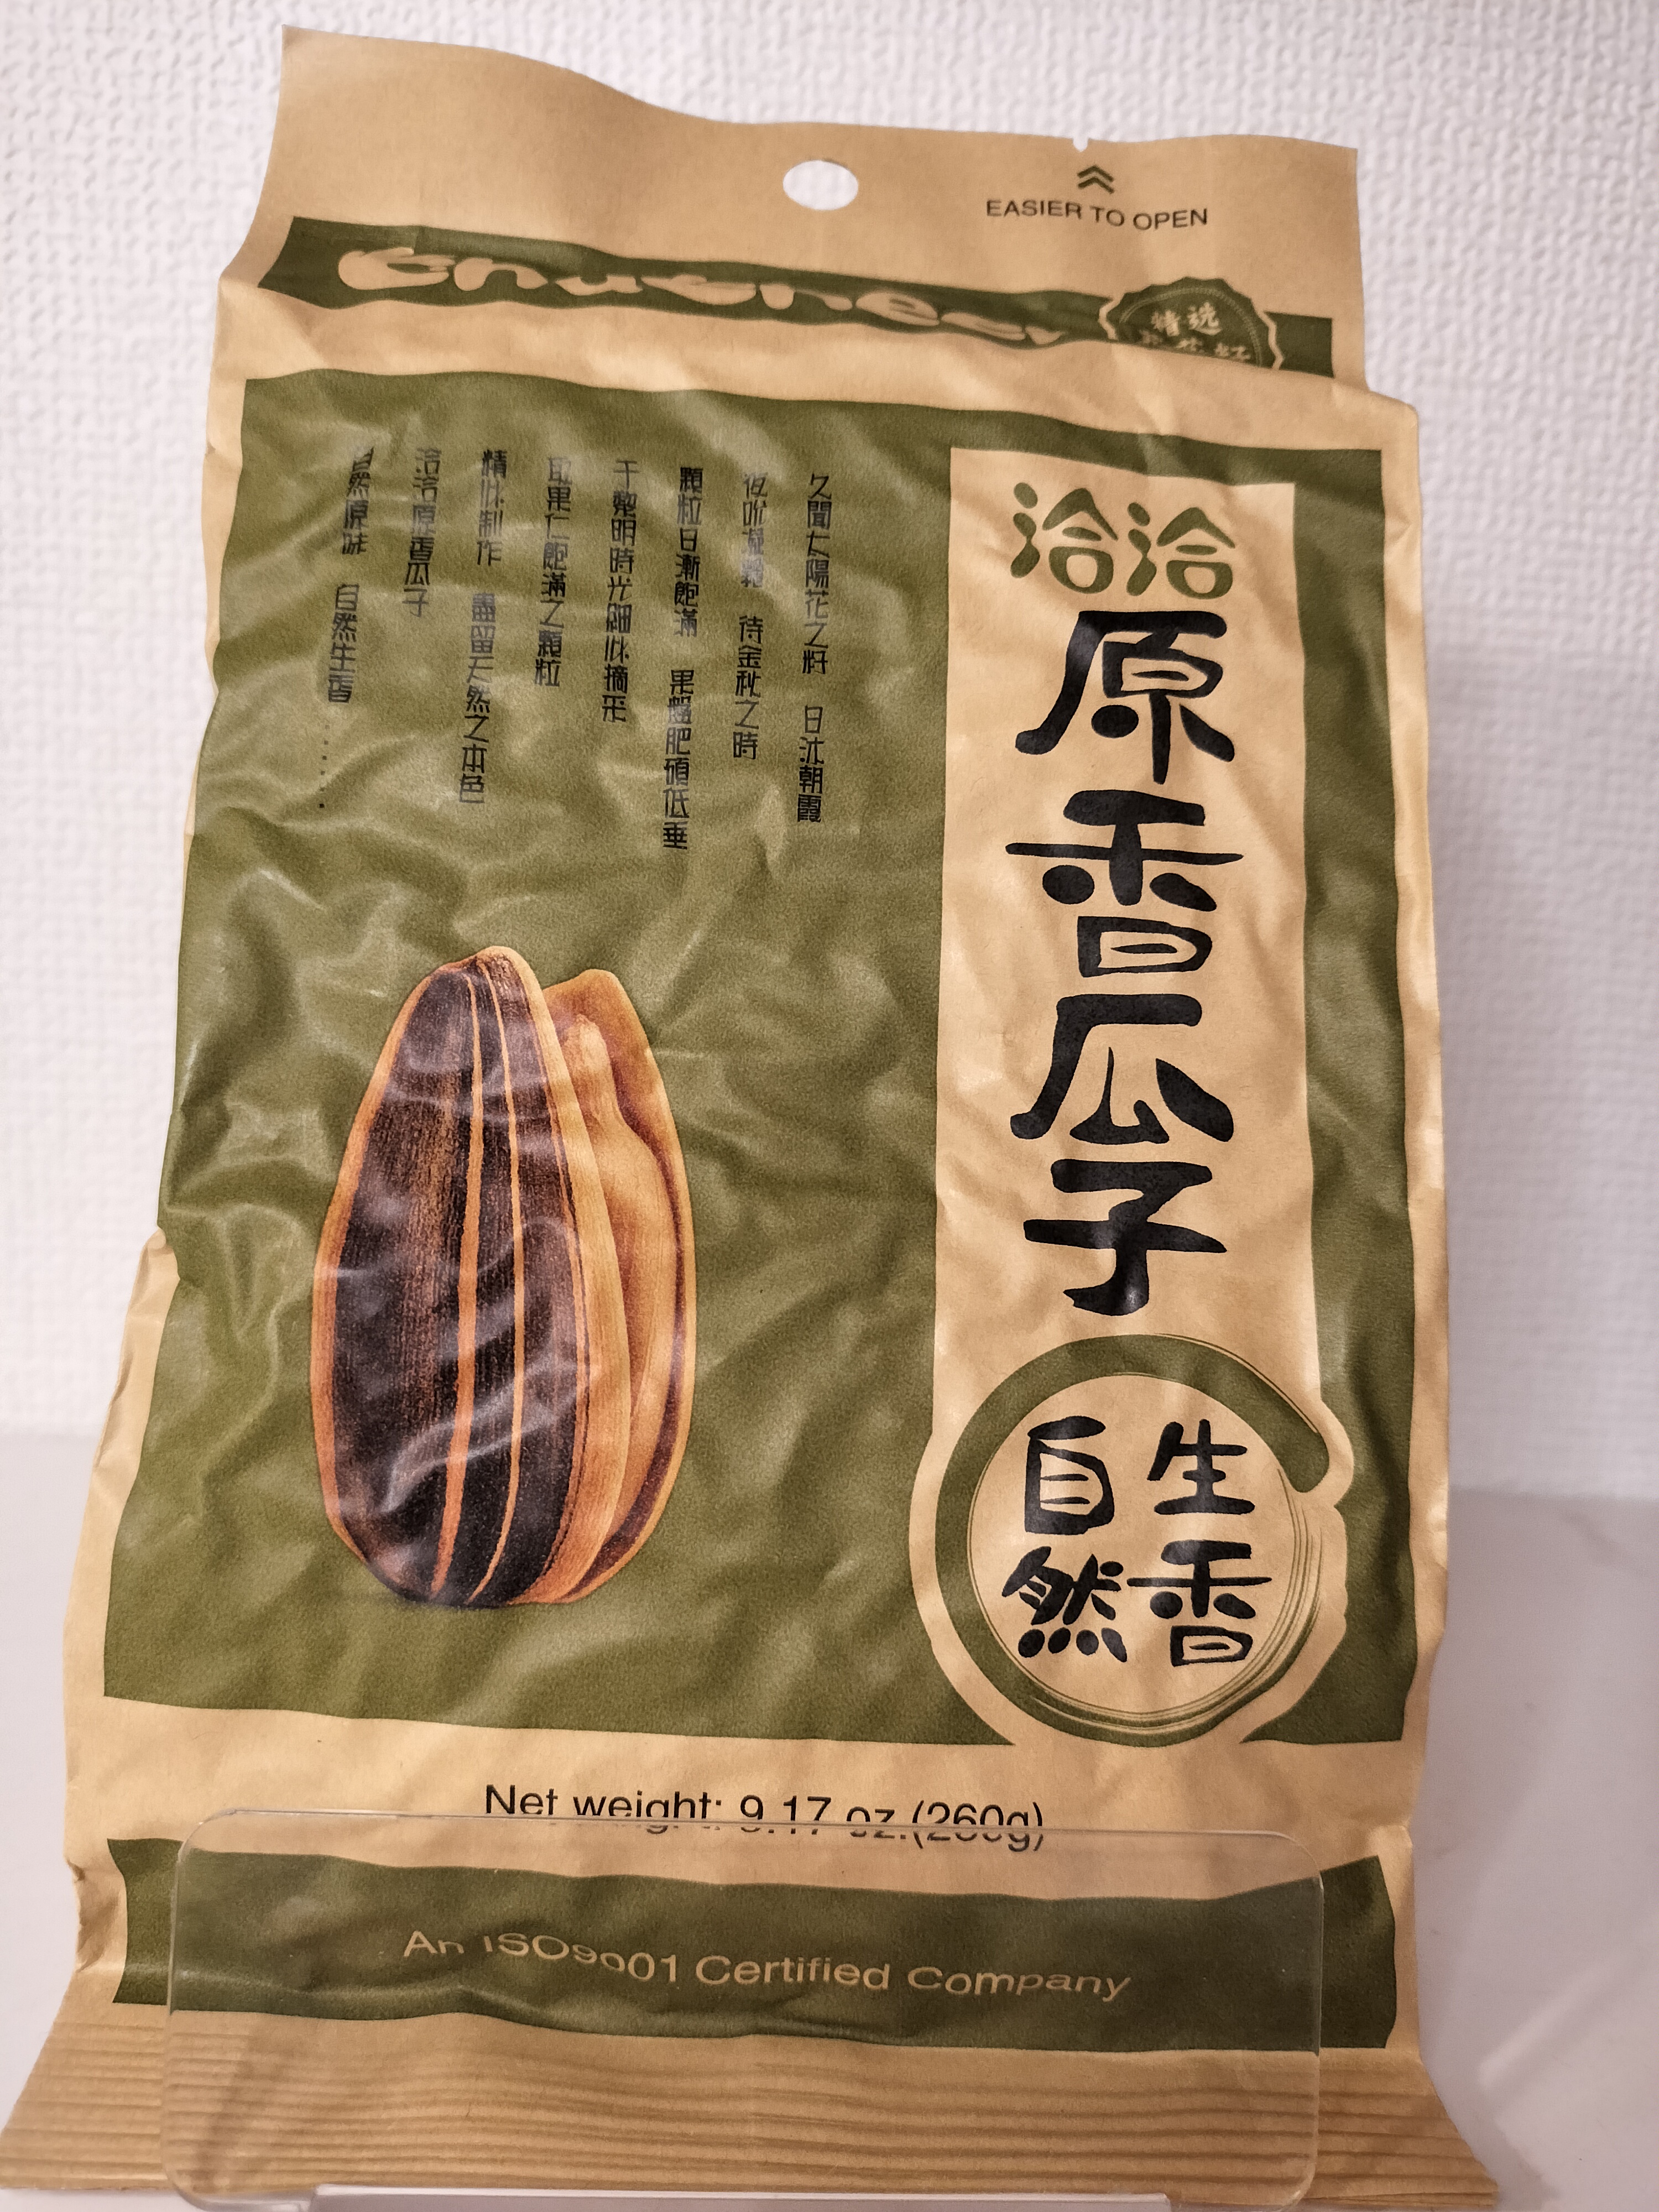 EASIER TO OPEN
精选
洽洽
原香瓜子
自然
生香
久聞太陽花之好 日沐朝霞
夜吮凝露 待金秋之時
顆粒日漸飽滿 果盤肥碩低垂
于黎明時光細心摘采
取果仁飽滿之顆粒
精心制作 盡留天然之本色
洽洽原香瓜子
自然原味 自然生香......
Net weight: 9.17 oz.(260g)
An ISO9001 Certified Company